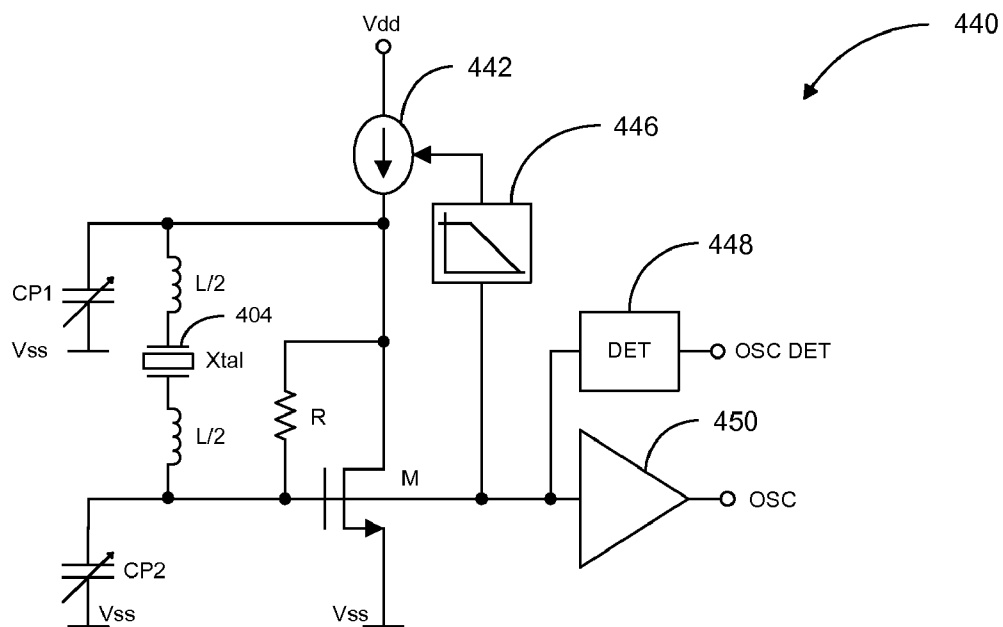 Vdd
440
442
446
448
L/2
CP1
404
Vss
Xtal
DET
OSC DET
R
L/2
450
M
OSC
CP2
Vss
Vss